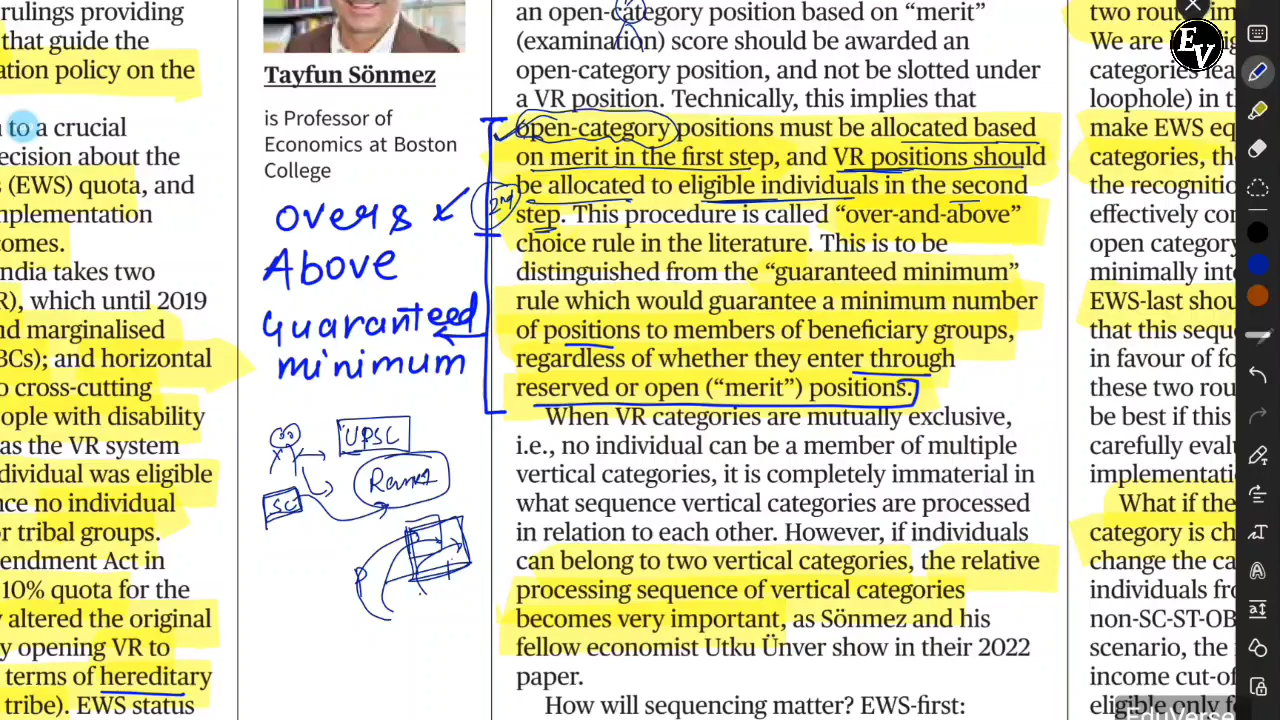 rulings providing
that guide the
ation policy on the
to a crucial
ecision about the
s (EWS) quota, and
nplementation
comes.
ndia takes two
R), which until 2019
nd marginalised
BCs); and horizontal
o cross-cutting
eople with disability
as the VR system
dividual was eligible
nce no individual
or tribal groups.
endment Act in
10% quota for the
y altered the original
y opening VR to
terms of hereditary
tribe). EWS status
Tayfun Sönmez
is Professor of
Economics at Boston
College
overs
Above
Guaranteed
minimum
UPSC
SC
an open-category position based on “merit”
(examination) score should be awarded an
open-category position, and not be slotted under
a VR position. Technically, this implies that
open-category positions must be allocated based
on merit in the first step, and VR positions should
be allocated to eligible individuals in the second
step. This procedure is called “over-and-above”
choice rule in the literature. This is to be
distinguished from the “guaranteed minimum”
rule which would guarantee a minimum number
of positions to members of beneficiary groups,
regardless of whether they enter through
reserved or open (“merit”) positions.
When VR categories are mutually exclusive,
i.e., no individual can be a member of multiple
vertical categories, it is completely immaterial in
what sequence vertical categories are processed
in relation to each other. However, if individuals
can belong to two vertical categories, the relative
processing sequence of vertical categories
becomes very important, as Sönmez and his
fellow economist Utku Ünver show in their 2022
paper.
How will sequencing matter? EWS-first:
two rout im
We are
categories lea
loophole) in t
make EWS eq
categories, th
the recognitio
effectively con
open category
minimally inte
EWS-last shou
that this sequ
in favour of fo
these two rou
be best if this
carefully evalu
implementati
What if the
category is ch
change the ca
individuals fro
non-SC-ST-OB
scenario, the
income cut-of
eligible only f
EV
EduVerse